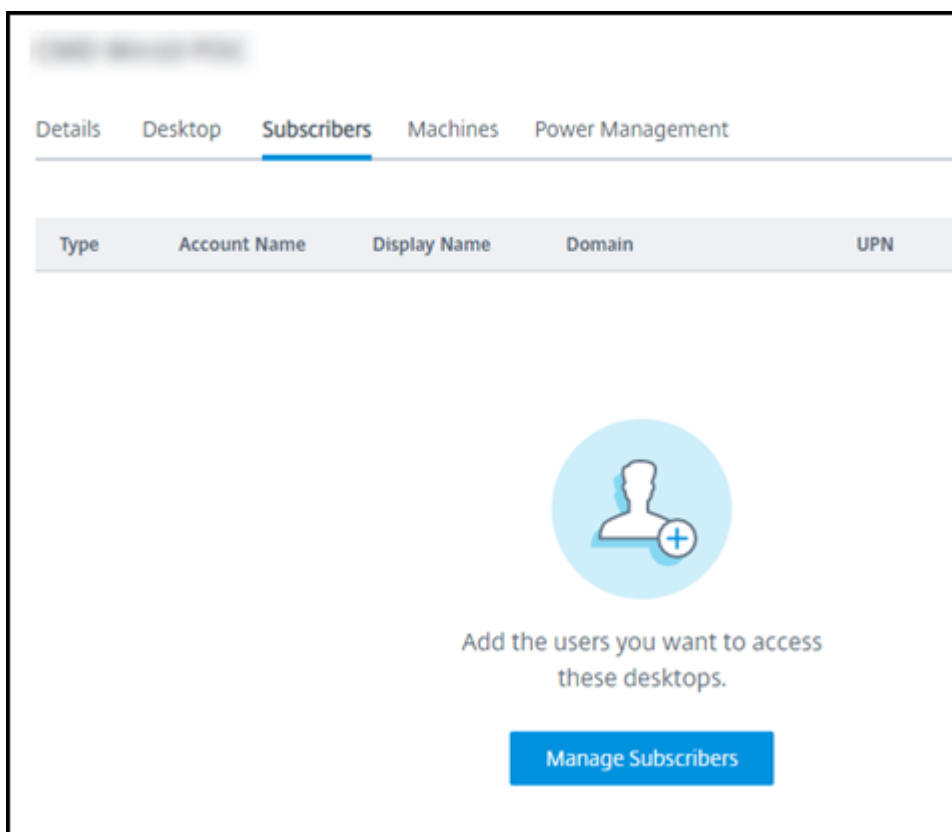 Details Desktop Subscribers Machines Power Management
Type Account Name Display Name Domain UPN
Add the users you want to access
these desktops.
Manage Subscribers